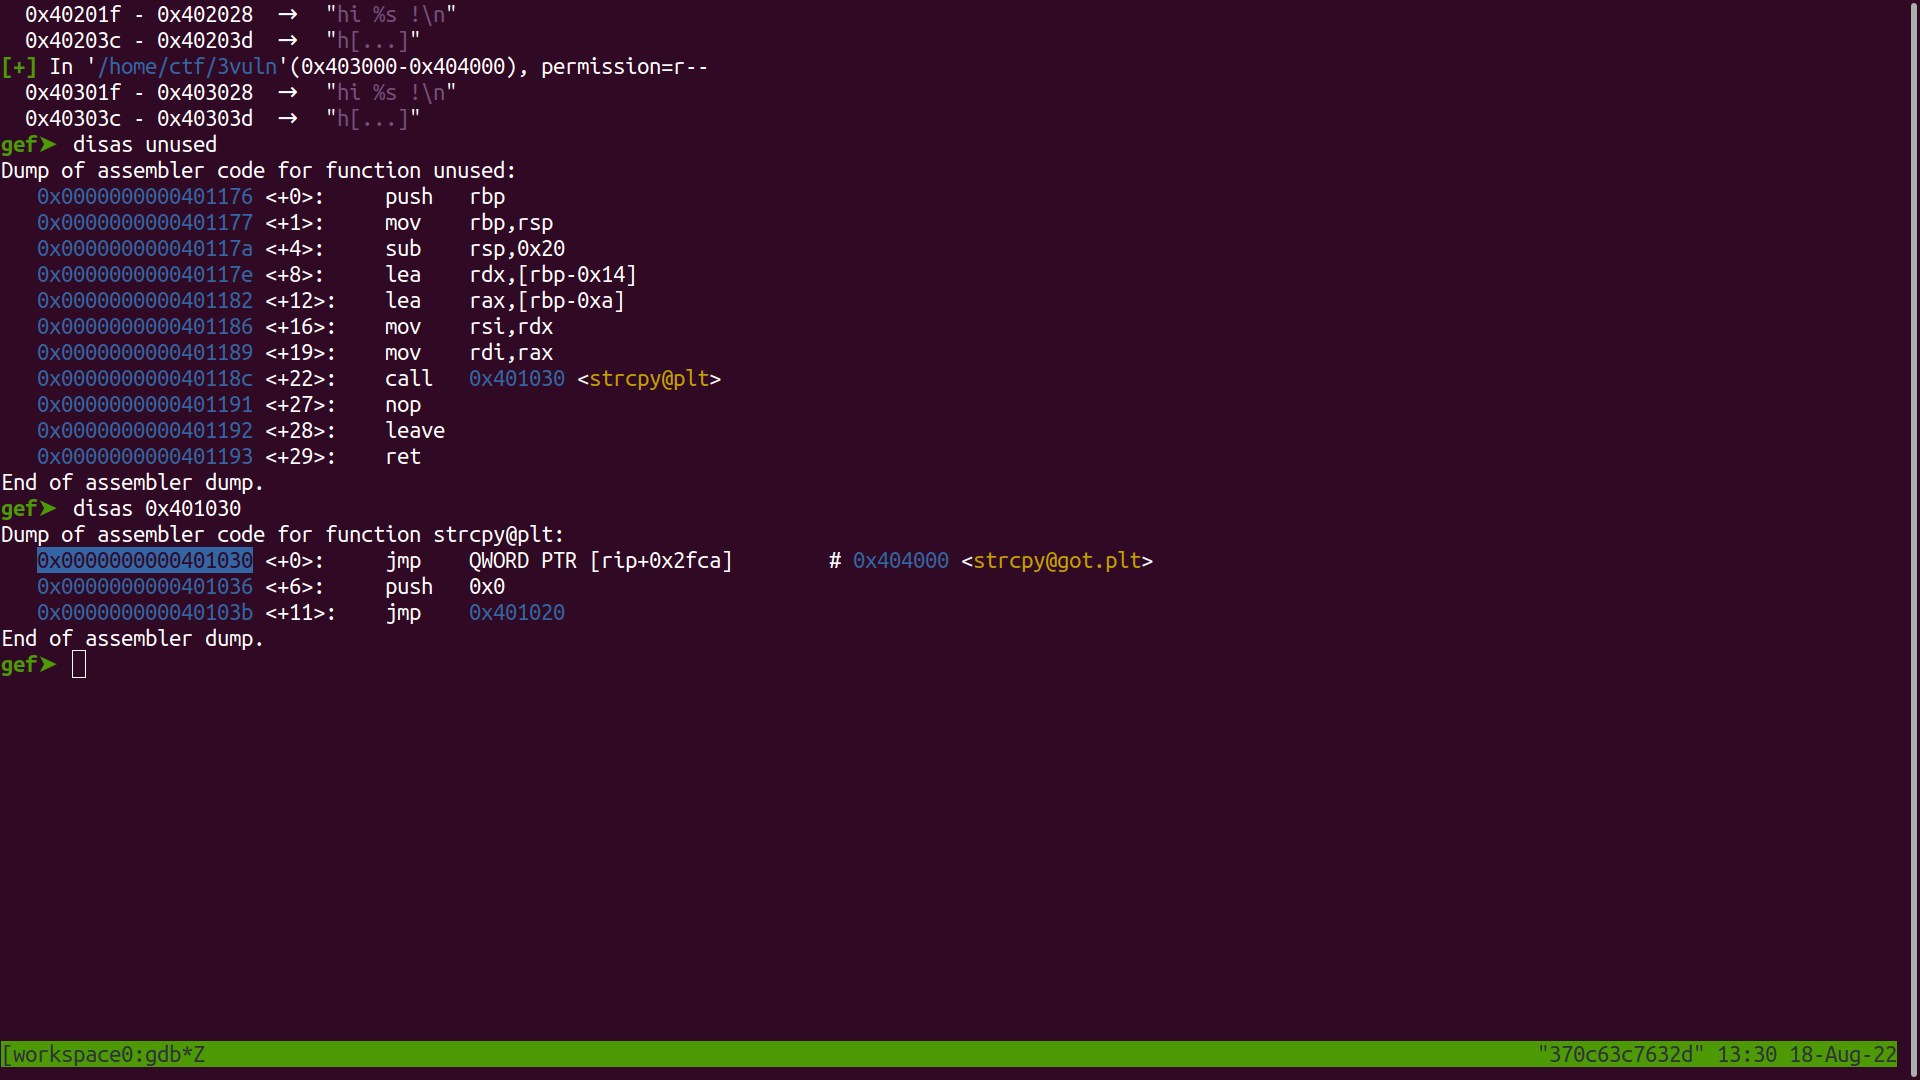 0x40201f - 0x402028  →  "hi %s !\n"
0x40203c - 0x40203d  →  "h[...]"
[+] In '/home/ctf/3vuln'(0x403000-0x404000), permission=r--
0x40301f - 0x403028  →  "hi %s !\n"
0x40303c - 0x40303d  →  "h[...]"
gef➤  disas unused
Dump of assembler code for function unused:
0x0000000000401176 <+0>:     push   rbp
0x0000000000401177 <+1>:     mov    rbp,rsp
0x000000000040117a <+4>:     sub    rsp,0x20
0x000000000040117e <+8>:     lea    rdx,[rbp-0x14]
0x0000000000401182 <+12>:    lea    rax,[rbp-0xa]
0x0000000000401186 <+16>:    mov    rsi,rdx
0x0000000000401189 <+19>:    mov    rdi,rax
0x000000000040118c <+22>:    call   0x401030 <strcpy@plt>
0x0000000000401191 <+27>:    nop
0x0000000000401192 <+28>:    leave
0x0000000000401193 <+29>:    ret
End of assembler dump.
gef➤  disas 0x401030
Dump of assembler code for function strcpy@plt:
0x0000000000401030 <+0>:     jmp    QWORD PTR [rip+0x2fca]        # 0x404000 <strcpy@got.plt>
0x0000000000401036 <+6>:     push   0x0
0x000000000040103b <+11>:    jmp    0x401020
End of assembler dump.
gef➤
[workspace0:gdb*Z "370c63c7632d" 13:30 18-Aug-22